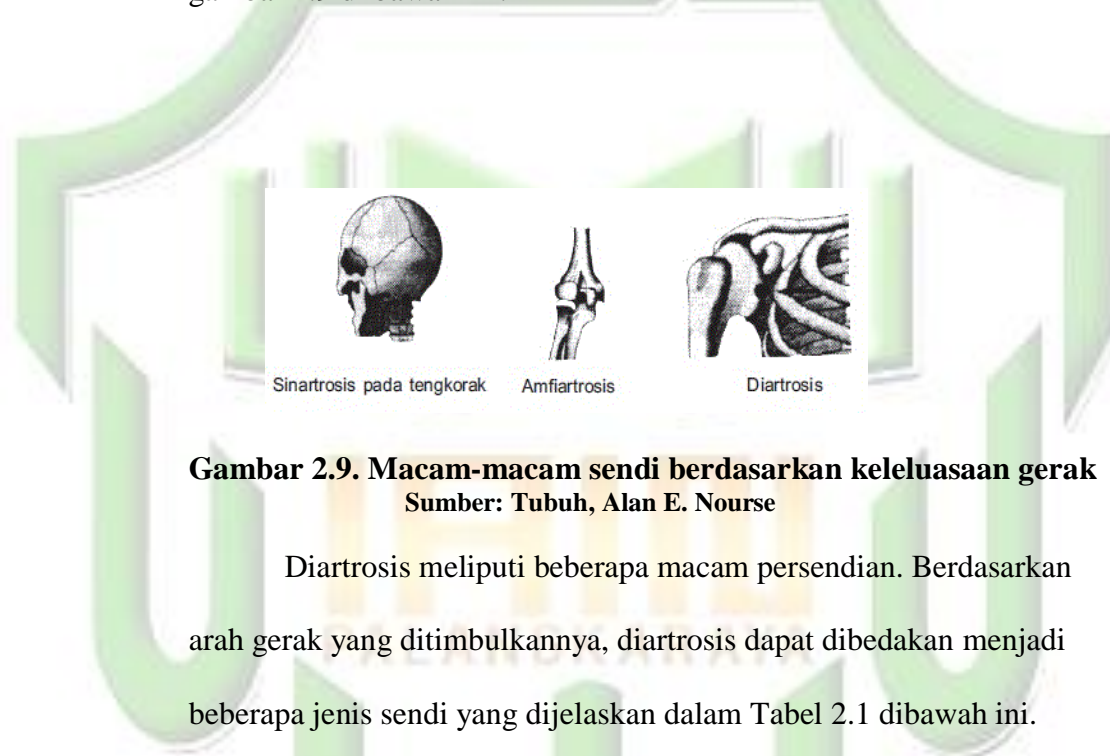 Sinartrosis pada tengkorak Amfiartrosis Diartrosis
Gambar 2.9. Macam-macam sendi berdasarkan keleluasaan gerak
Sumber: Tubuh, Alan E. Nourse
Diartrosis meliputi beberapa macam persendian. Berdasarkan
arah gerak yang ditimbulkannya, diartrosis dapat dibedakan menjadi
beberapa jenis sendi yang dijelaskan dalam Tabel 2.1 dibawah ini.